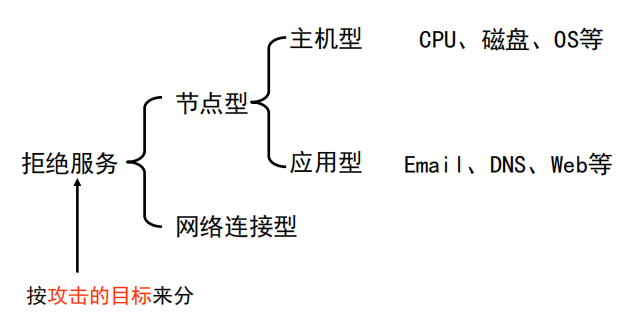 主机型 CPU、磁盘、OS等
节点型
拒绝服务
应用型 Email、DNS、Web等
网络连接型
按攻击的目标来分